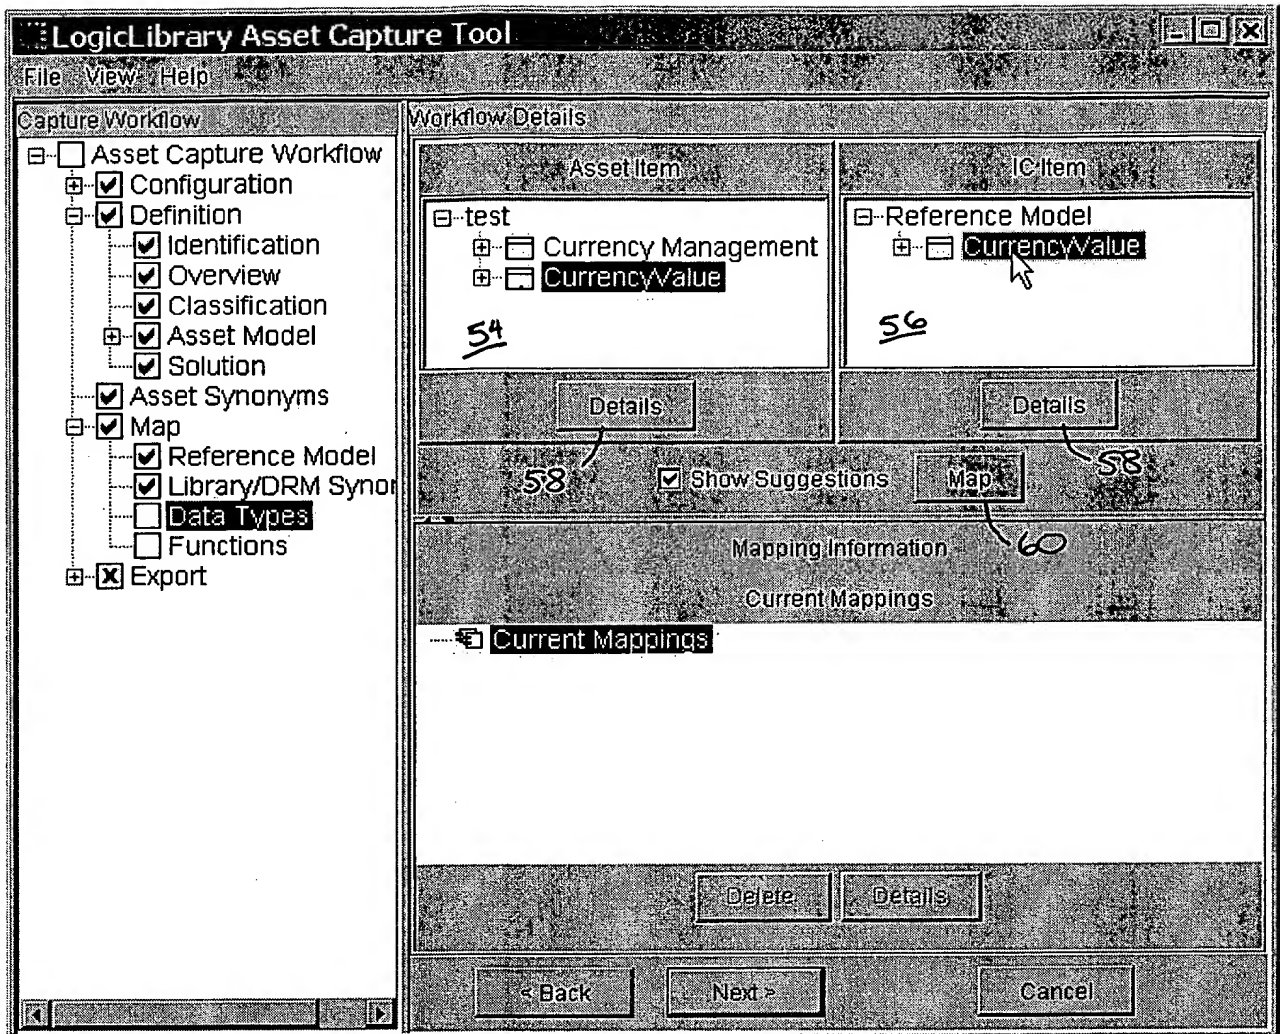 LogicLibrary Asset Capture Tool
File View Help
Capture Workflow
Asset Capture Workflow
Configuration
Definition
Identification
Overview
Classification
Asset Model
Solution
Asset Synonyms
Map
Reference Model
Library/DRM Synor
Data Types
Functions
Export
Workflow Details
Asset Item
test
Currency Management
CurrencyValue
54
Details
58
IC Item
Reference Model
CurrencyValue
56
Details
58
Show Suggestions
Map
60
Mapping Information
Current Mappings
Current Mappings
Delete
Details
< Back
Next >
Cancel